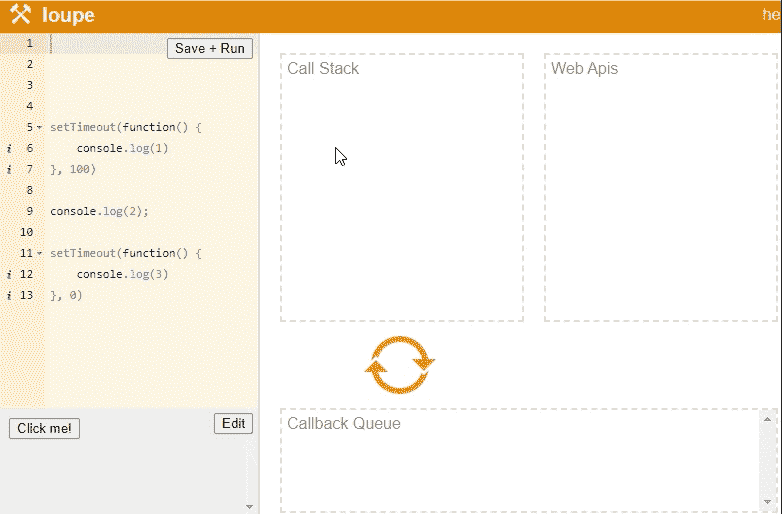 loupe
he
Save + Run
1
2
3
4
5 setTimeout(function() {
i 6 console.log(1)
i 7 }, 100)
8
9 console.log(2);
10
11 setTimeout(function() {
i 12 console.log(3)
i 13 }, 0)
Click me!
Edit
Call Stack
Web Apis
Callback Queue